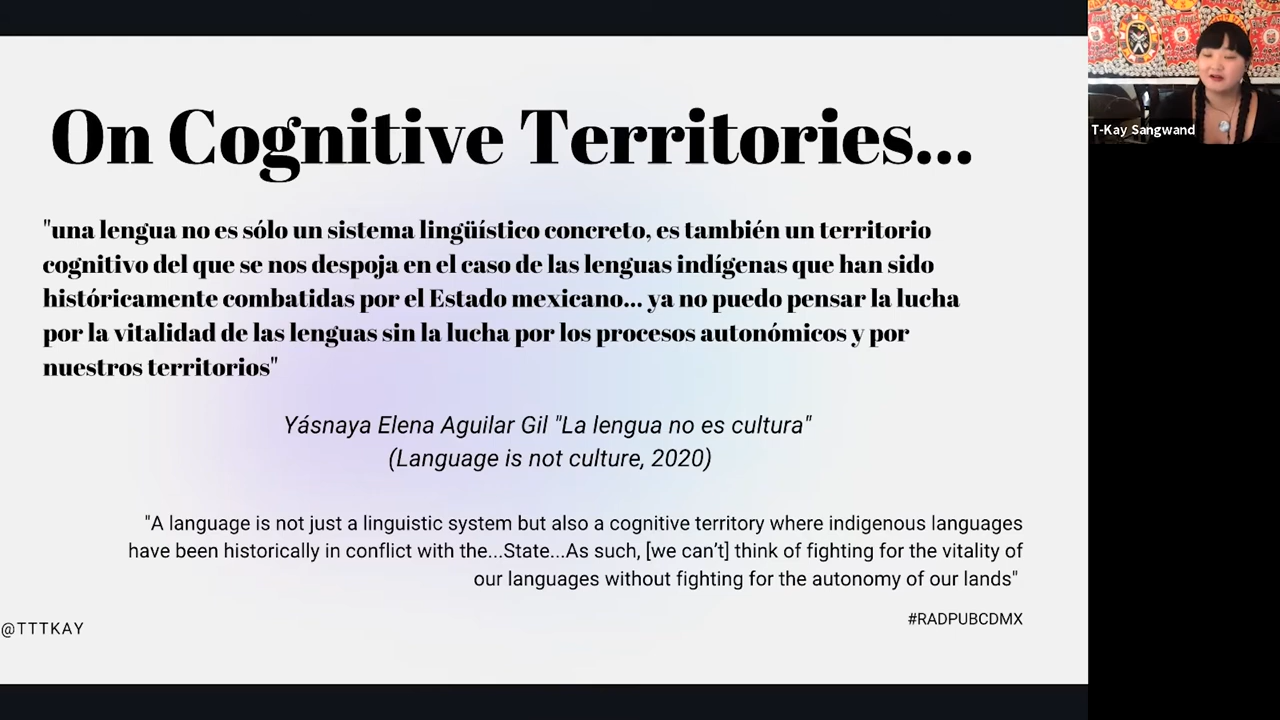 On Cognitive Territories...
"una lengua no es sólo un sistema lingüístico concreto, es también un territorio
cognitivo del que se nos despoja en el caso de las lenguas indígenas que han sido
históricamente combatidas por el Estado mexicano... ya no puedo pensar la lucha
por la vitalidad de las lenguas sin la lucha por los procesos autonómicos y por
nuestros territorios"
Yásnaya Elena Aguilar Gil "La lengua no es cultura"
(Language is not culture, 2020)
"A language is not just a linguistic system but also a cognitive territory where indigenous languages
have been historically in conflict with the...State...As such, [we can't] think of fighting for the vitality of
our languages without fighting for the autonomy of our lands"
#RADPUBCDMX
@TTTKAY
T-Kay Sangwand